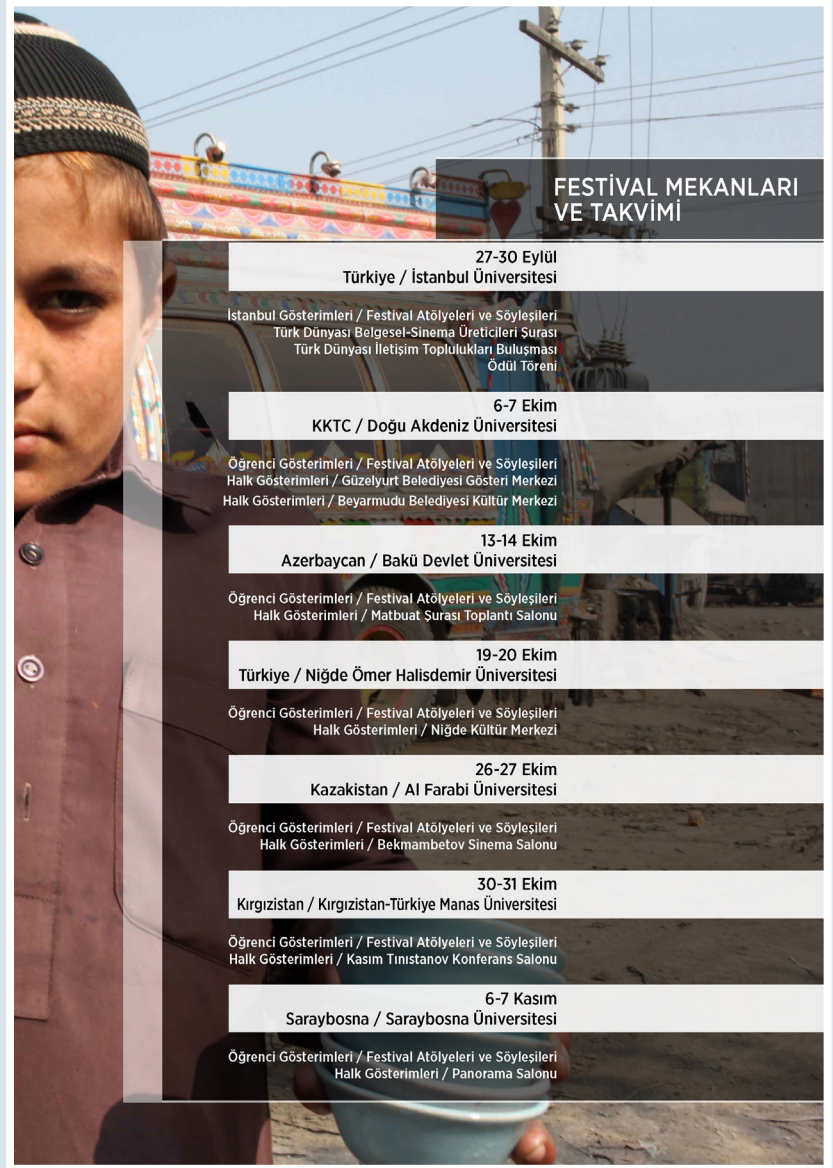 FESTİVAL MEKANLARI
VE TAKVİMİ
27-30 Eylül
Türkiye / İstanbul Üniversitesi
İstanbul Gösterimleri / Festival Atölyeleri ve Söyleşileri
Türk Dünyası Belgesel-Sinema Üreticileri Şurası
Türk Dünyası İletişim Toplulukları Buluşması
Ödül Töreni
6-7 Ekim
KKTC / Doğu Akdeniz Üniversitesi
Öğrenci Gösterimleri / Festival Atölyeleri ve Söyleşileri
Halk Gösterimleri / Güzelyurt Belediyesi Gösteri Merkezi
Halk Gösterimleri / Beyarmudu Belediyesi Kültür Merkezi
13-14 Ekim
Azerbaycan / Bakü Devlet Üniversitesi
Öğrenci Gösterimleri / Festival Atölyeleri ve Söyleşileri
Halk Gösterimleri / Matbuat Şurası Toplantı Salonu
19-20 Ekim
Türkiye / Niğde Ömer Halisdemir Üniversitesi
Öğrenci Gösterimleri / Festival Atölyeleri ve Söyleşileri
Halk Gösterimleri / Niğde Kültür Merkezi
26-27 Ekim
Kazakistan / Al Farabi Üniversitesi
Öğrenci Gösterimleri / Festival Atölyeleri ve Söyleşileri
Halk Gösterimleri / Bekmambetov Sinema Salonu
30-31 Ekim
Kırgızistan / Kırgızistan-Türkiye Manas Üniversitesi
Öğrenci Gösterimleri / Festival Atölyeleri ve Söyleşileri
Halk Gösterimleri / Kasım Tınıstanov Konferans Salonu
6-7 Kasım
Saraybosna / Saraybosna Üniversitesi
Öğrenci Gösterimleri / Festival Atölyeleri ve Söyleşileri
Halk Gösterimleri / Panorama Salonu